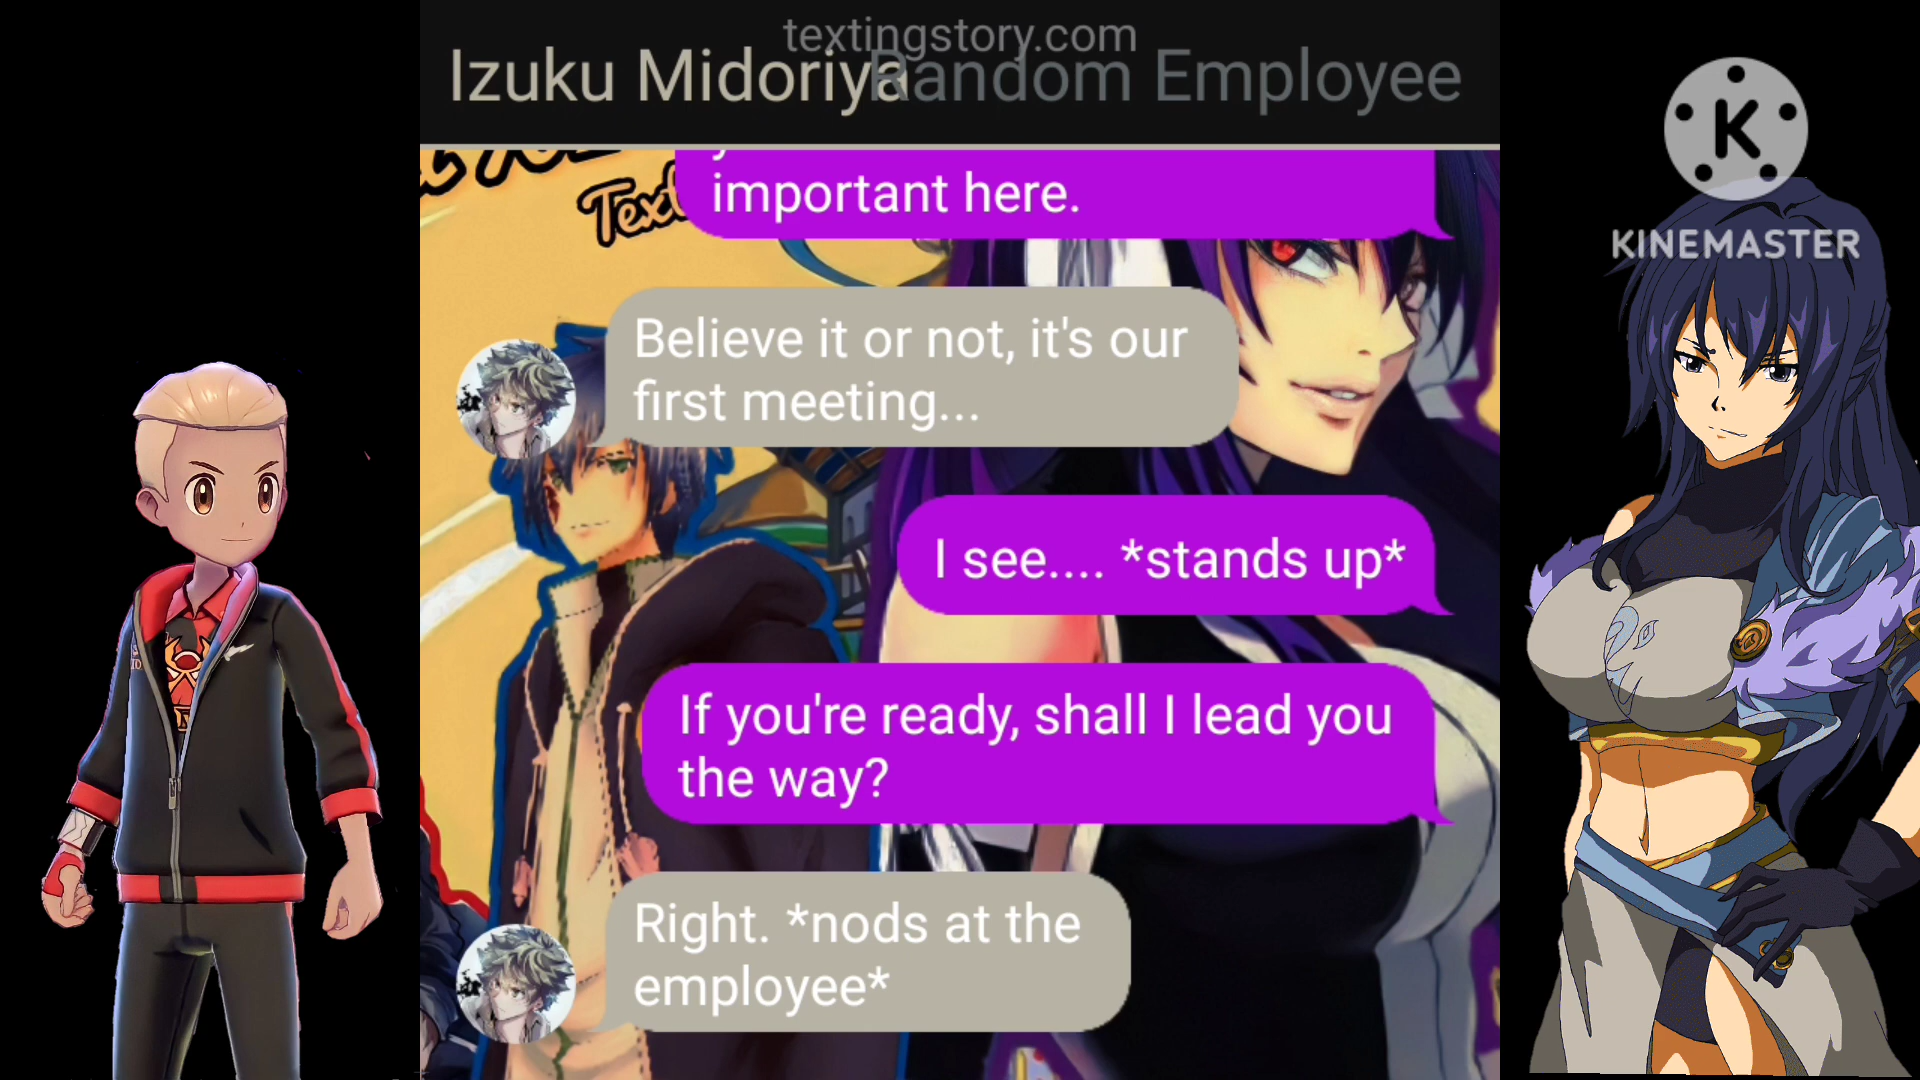 textingstory.com
Izuku Midoriya
Random Employee
K
KINEMASTER
Text
important here.
Believe it or not, it's our
first meeting...
I see.... *stands up*
If you're ready, shall I lead you
the way?
Right. *nods at the
employee*